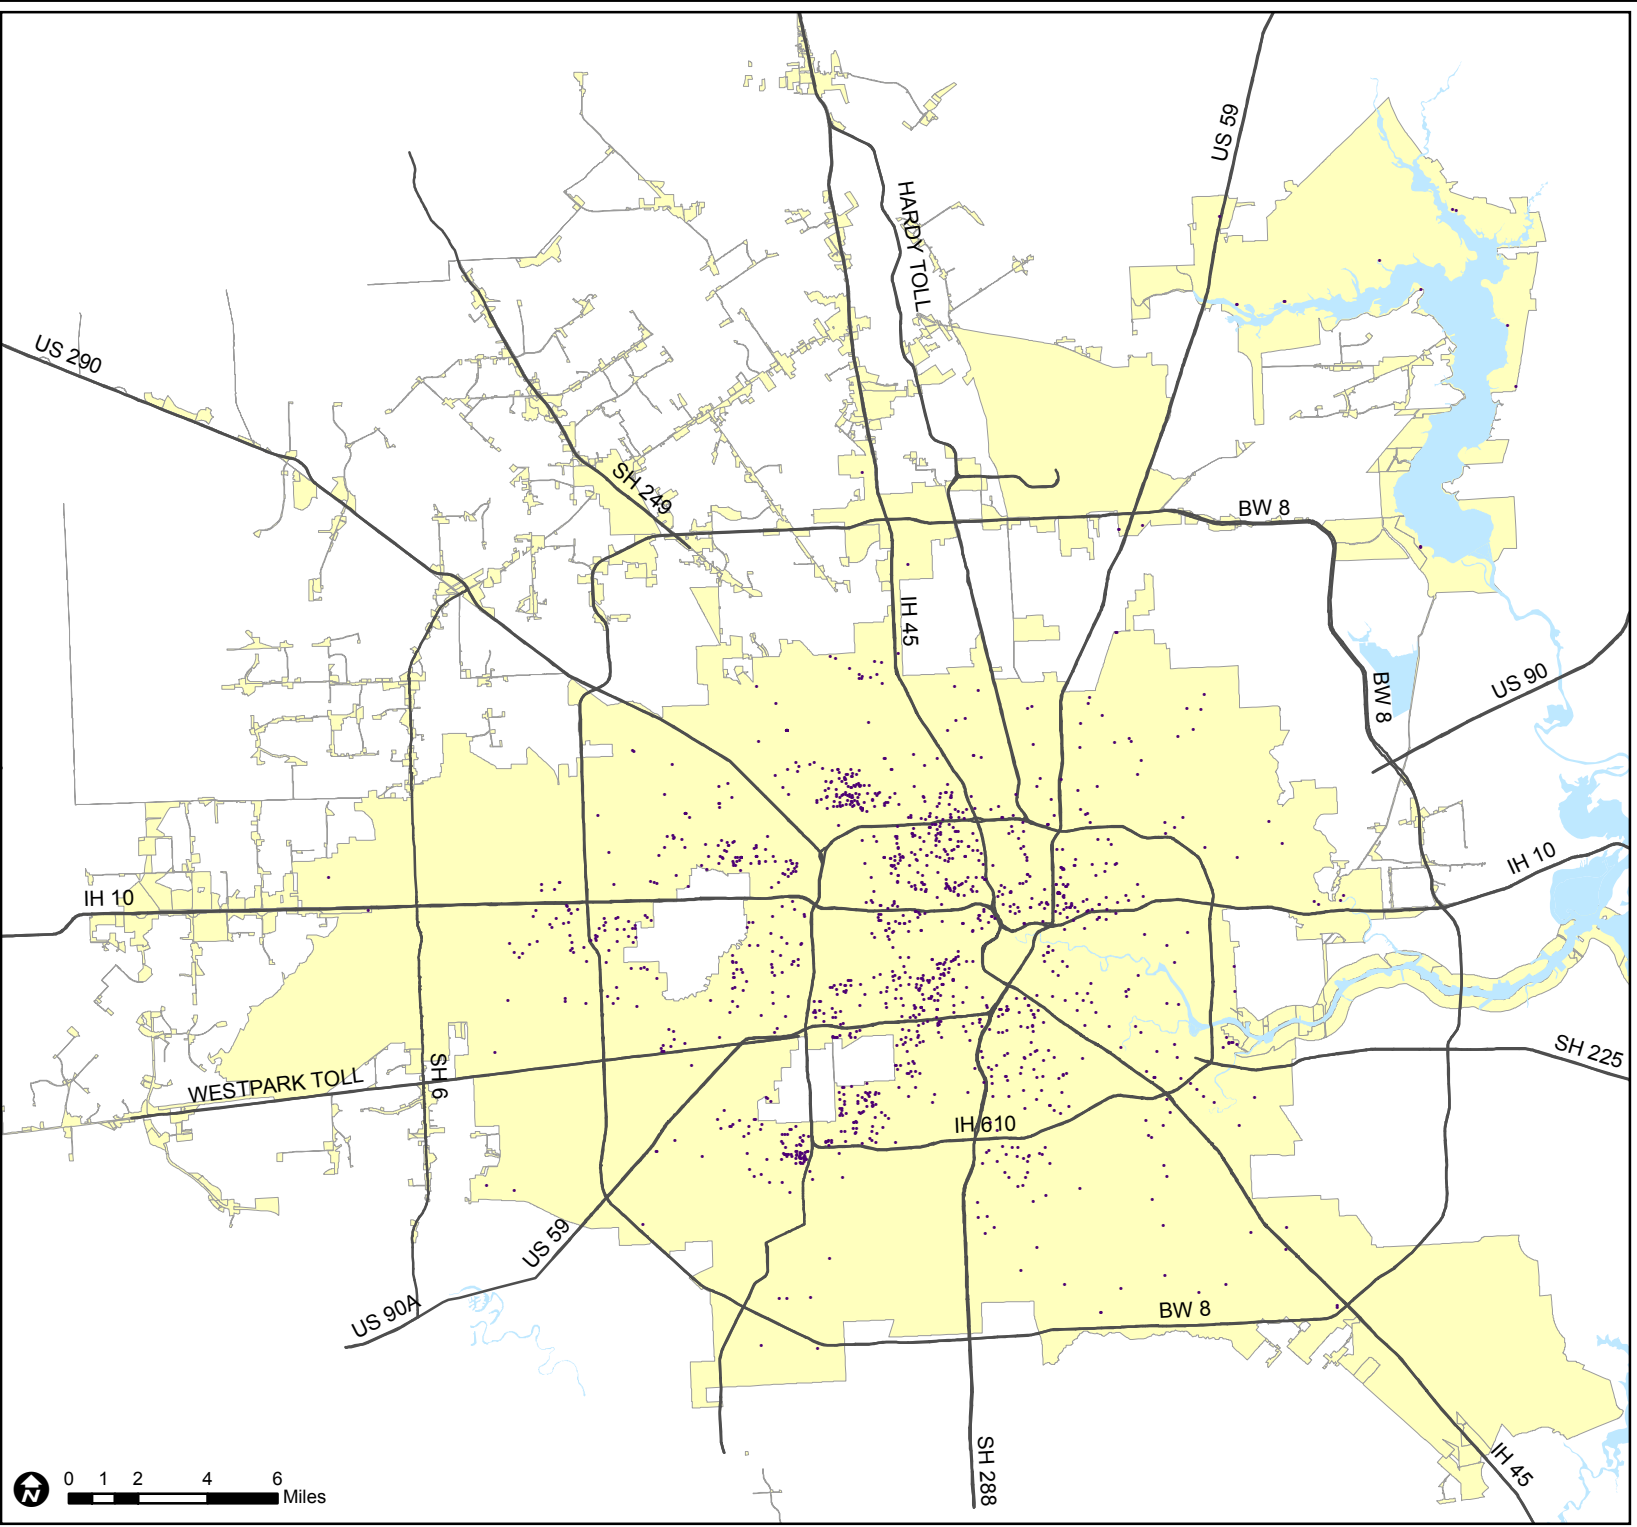 US 59
HARDY TOLL
US 290
SH 249
BW 8
IH 45
US 90
BW 8
IH 10
IH 10
SH 225
SH 6
WESTPARK TOLL
IH 610
US 59
US 90A
BW 8
IH 45
SH 288
0 1 2 4 6
Miles
N